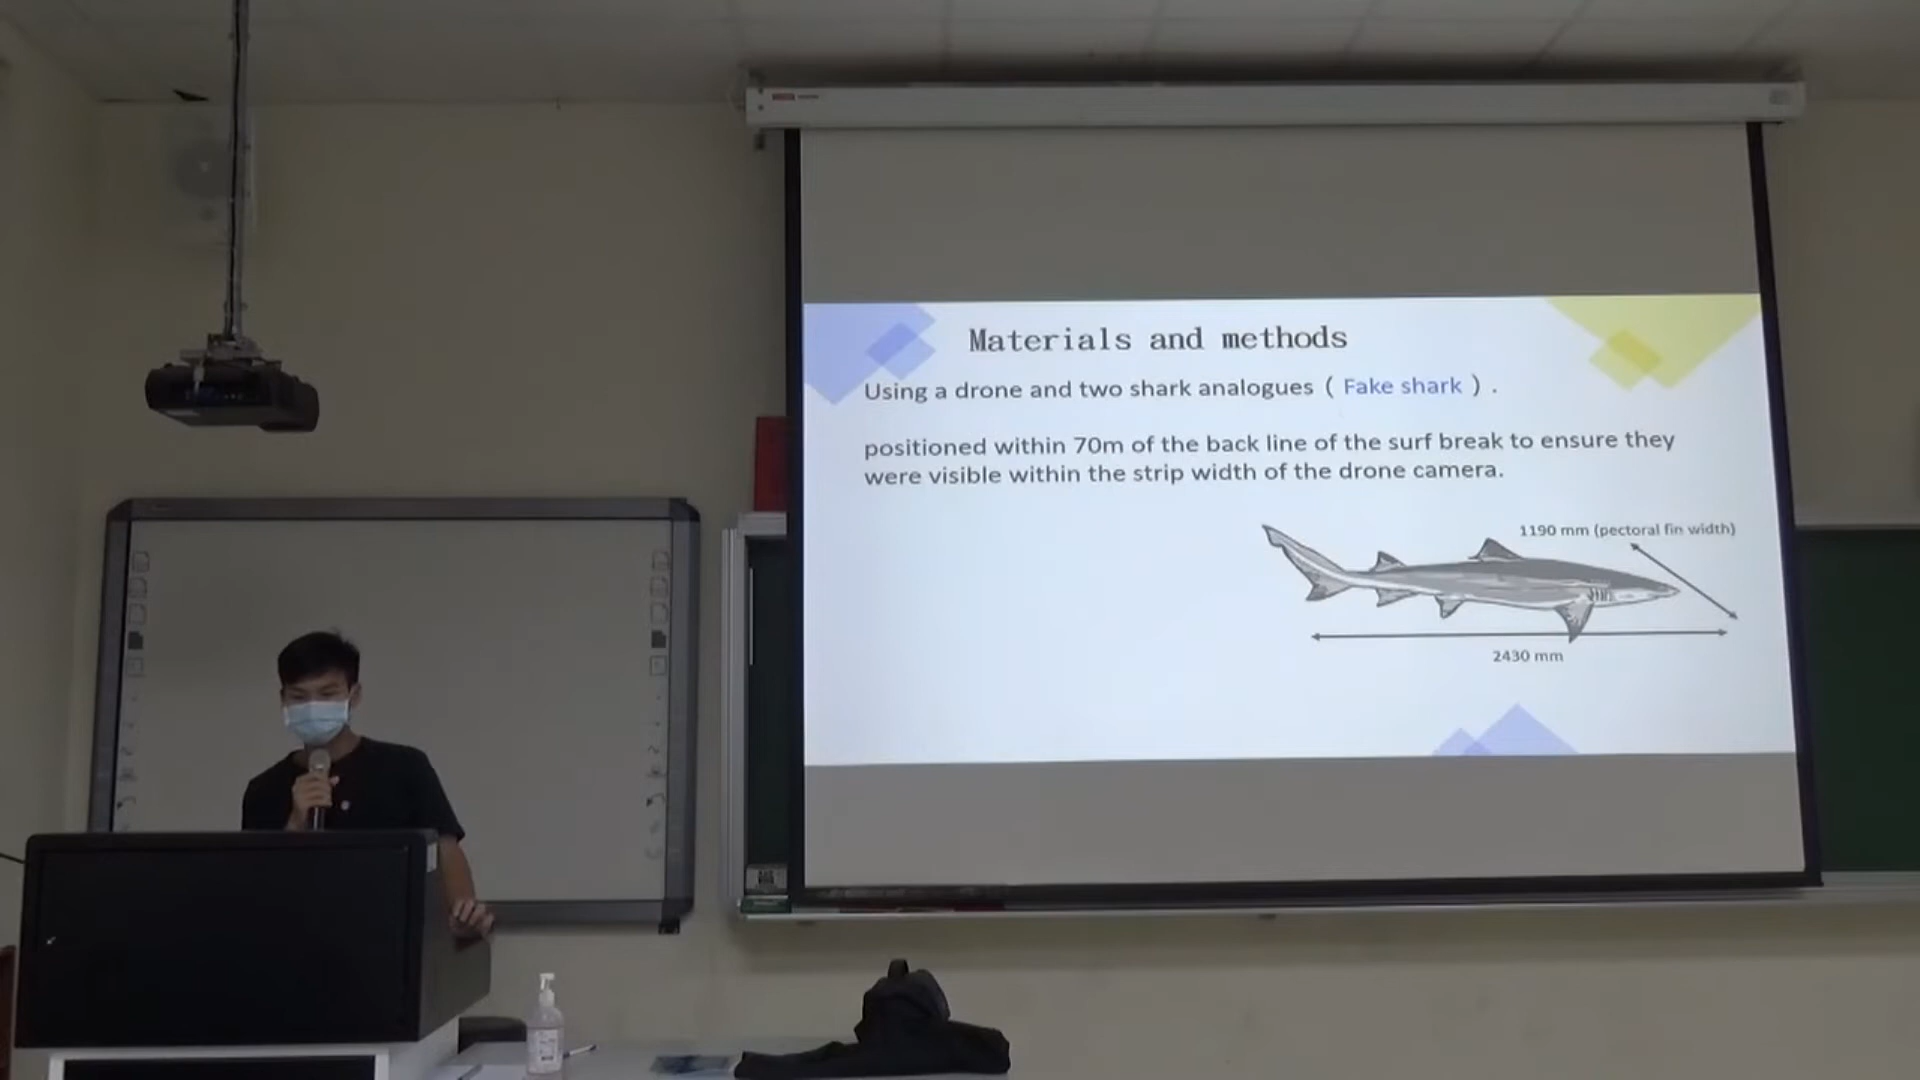 Materials and methods
Using a drone and two shark analogues ( Fake shark ) .
positioned within 70m of the back line of the surf break to ensure they
were visible within the strip width of the drone camera.
1190 mm (pectoral fin width)
2430 mm